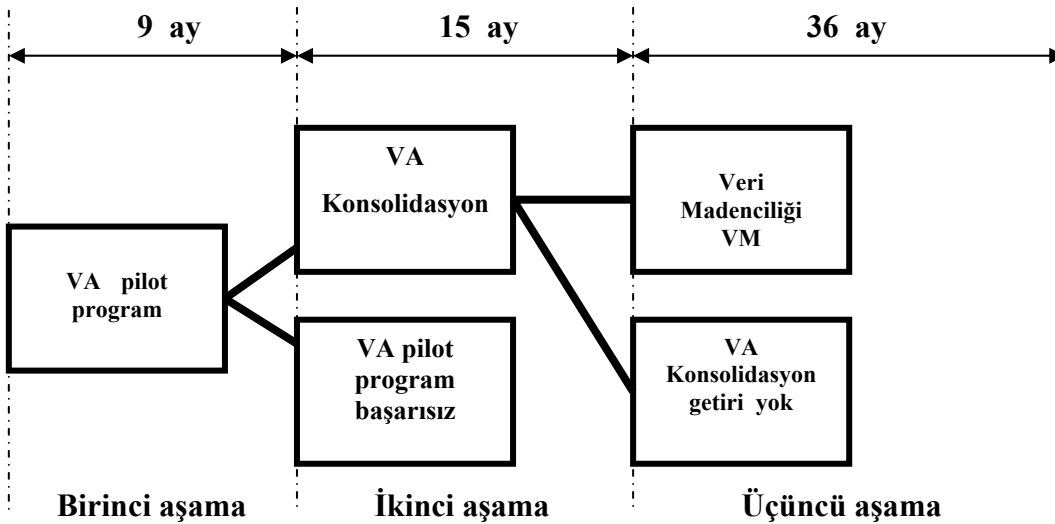 9 ay
15 ay
36 ay
VA
Konsolidasyon
Veri
Madenciliği
VM
VA pilot
program
VA pilot
program
başarısız
VA
Konsolidasyon
getiri yok
Birinci aşama
İkinci aşama
Üçüncü aşama